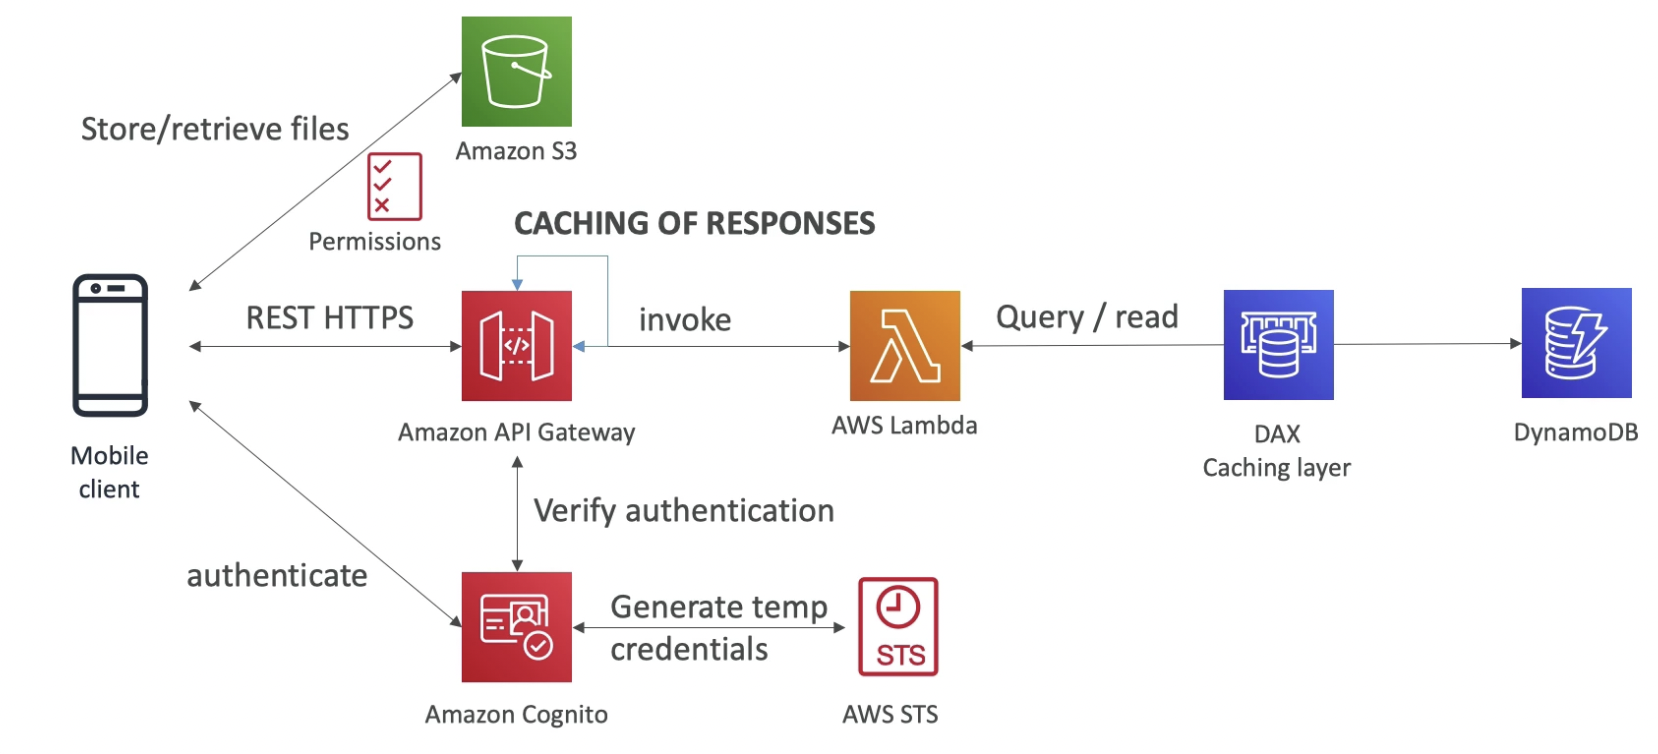 Store/retrieve files
Amazon S3
Permissions
CACHING OF RESPONSES
REST HTTPS
invoke
Query / read
</>
Mobile
client
Amazon API Gateway
AWS Lambda
DAX
Caching layer
DynamoDB
Verify authentication
authenticate
Generate temp
credentials
STS
Amazon Cognito
AWS STS